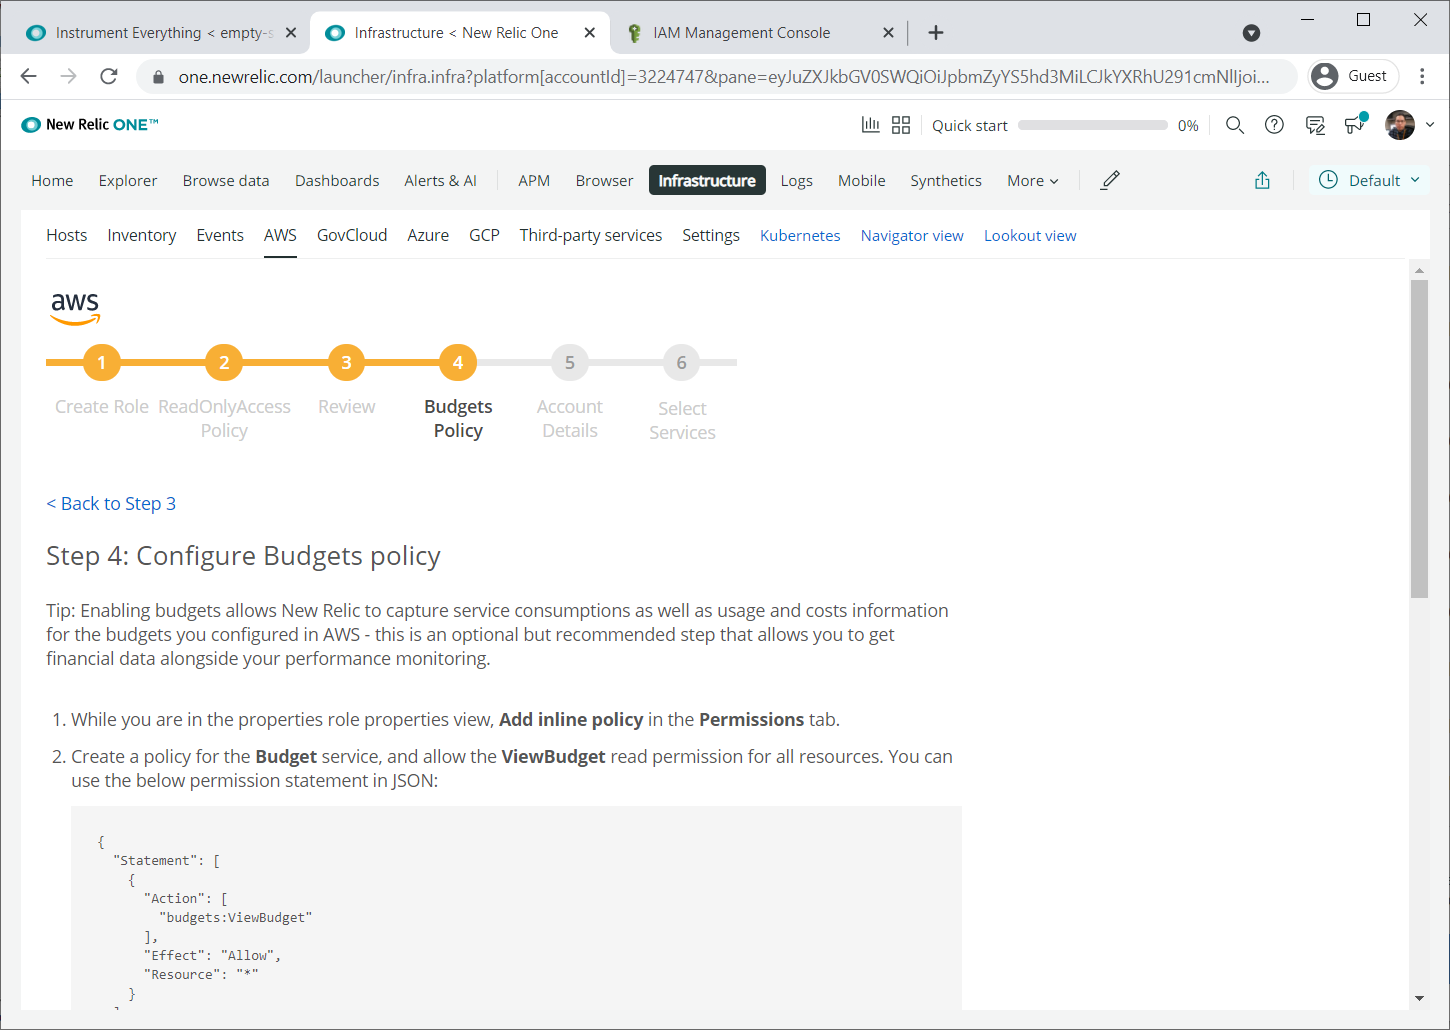 Instrument Everything < empty-s
Infrastructure < New Relic One
IAM Management Console
one.newrelic.com/launcher/infra.infra?platform[accountId]=3224747&pane=eyJuZXJkbGV0SWQiOiJpbmZyYS5hd3MiLCJkYXRhU291cmNlIjoi...
Guest
New Relic ONE™
Quick start
0%
Home
Explorer
Browse data
Dashboards
Alerts & AI
APM
Browser
Infrastructure
Logs
Mobile
Synthetics
More
Default
Hosts
Inventory
Events
AWS
GovCloud
Azure
GCP
Third-party services
Settings
Kubernetes
Navigator view
Lookout view
aws
1
2
3
4
5
6
Create Role
ReadOnlyAccess
Policy
Review
Budgets
Policy
Account
Details
Select
Services
< Back to Step 3
Step 4: Configure Budgets policy
Tip: Enabling budgets allows New Relic to capture service consumptions as well as usage and costs information
for the budgets you configured in AWS - this is an optional but recommended step that allows you to get
financial data alongside your performance monitoring.
1. While you are in the properties role properties view, Add inline policy in the Permissions tab.
2. Create a policy for the Budget service, and allow the ViewBudget read permission for all resources. You can
use the below permission statement in JSON:
{
"Statement": [
{
"Action": [
"budgets:ViewBudget"
],
"Effect": "Allow",
"Resource": "*"
}